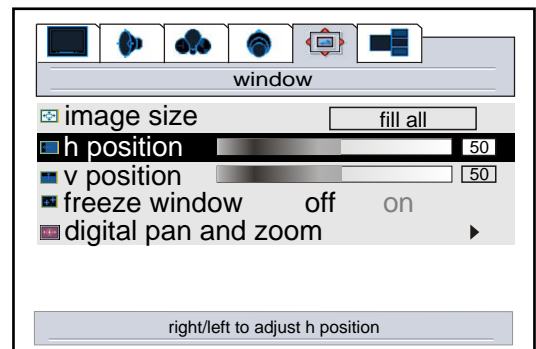 window
image size fill all
h position 50
v position 50
freeze window off on
digital pan and zoom
right/left to adjust h position